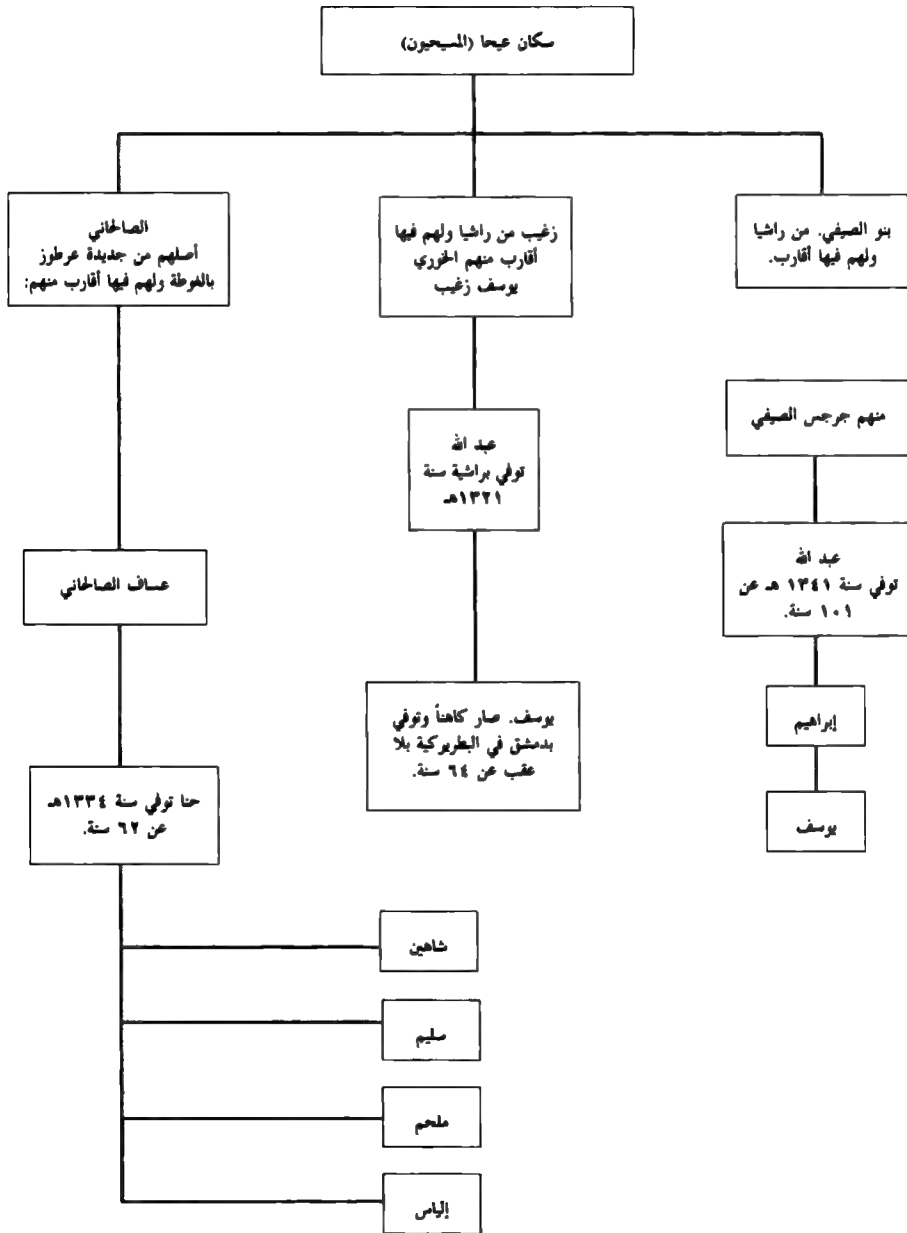 سكان عيحا (المسيحيون)
بنو الصيفي. من راشيا
ولهم فيها أقارب.
منهم جرجس الصيفي
عبد الله
توفي سنة ١٣٤١ هـ عن
١٠١ سنة.
إبراهيم
يوسف
زغيب من راشيا ولهم فيها
أقارب منهم الخوري
يوسف زغيب
عبد الله
توفي براشية سنة
١٣٢١هـ
يوسف. صار كاهناً وتوفي
بدمشق في البطريركية بلا
عقب عن ٦٤ سنة.
الصالحاني
أصلهم من جديدة عرطوز
بالغوطة ولهم فيها أقارب منهم:
عساف الصالحاني
حنا توفي سنة ١٣٣٤هـ
عن ٦٢ سنة.
شاهين
سليم
ملحم
إلياس